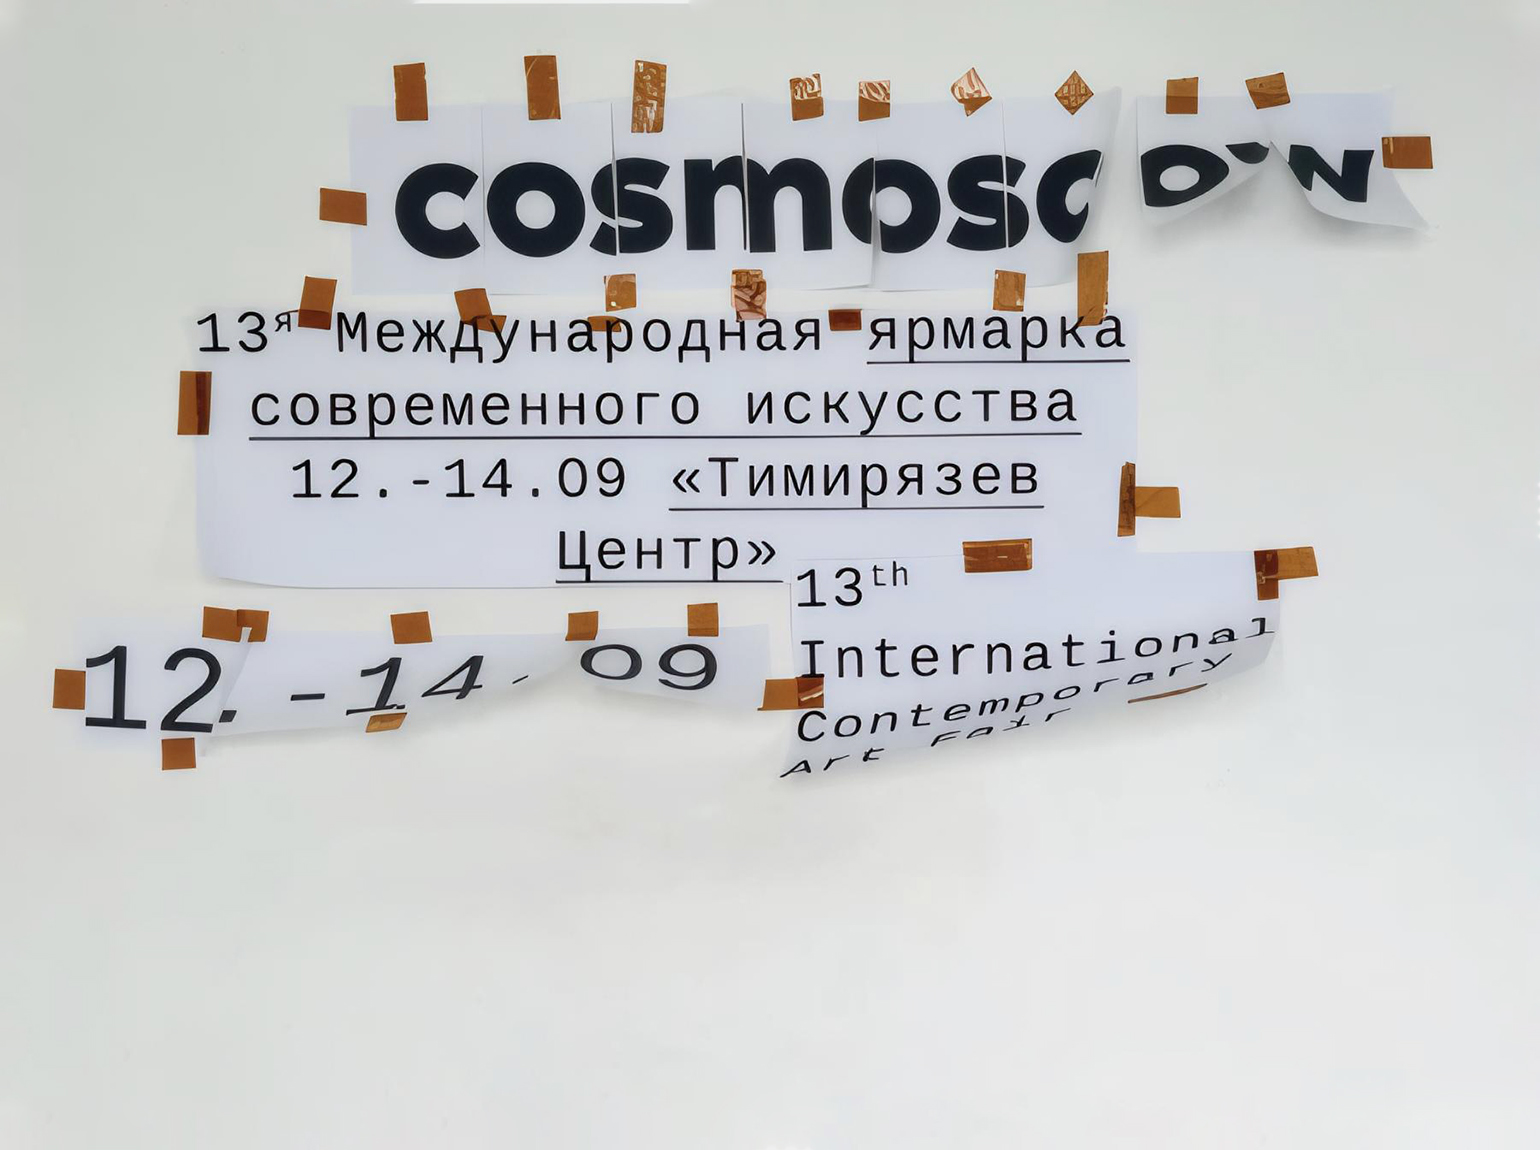 cosmoscow
13я Международная ярмарка
современного искусства
12.-14.09 «Тимирязев
Центр»
12.-14.09
13th
International
Contemporary
Art Fair